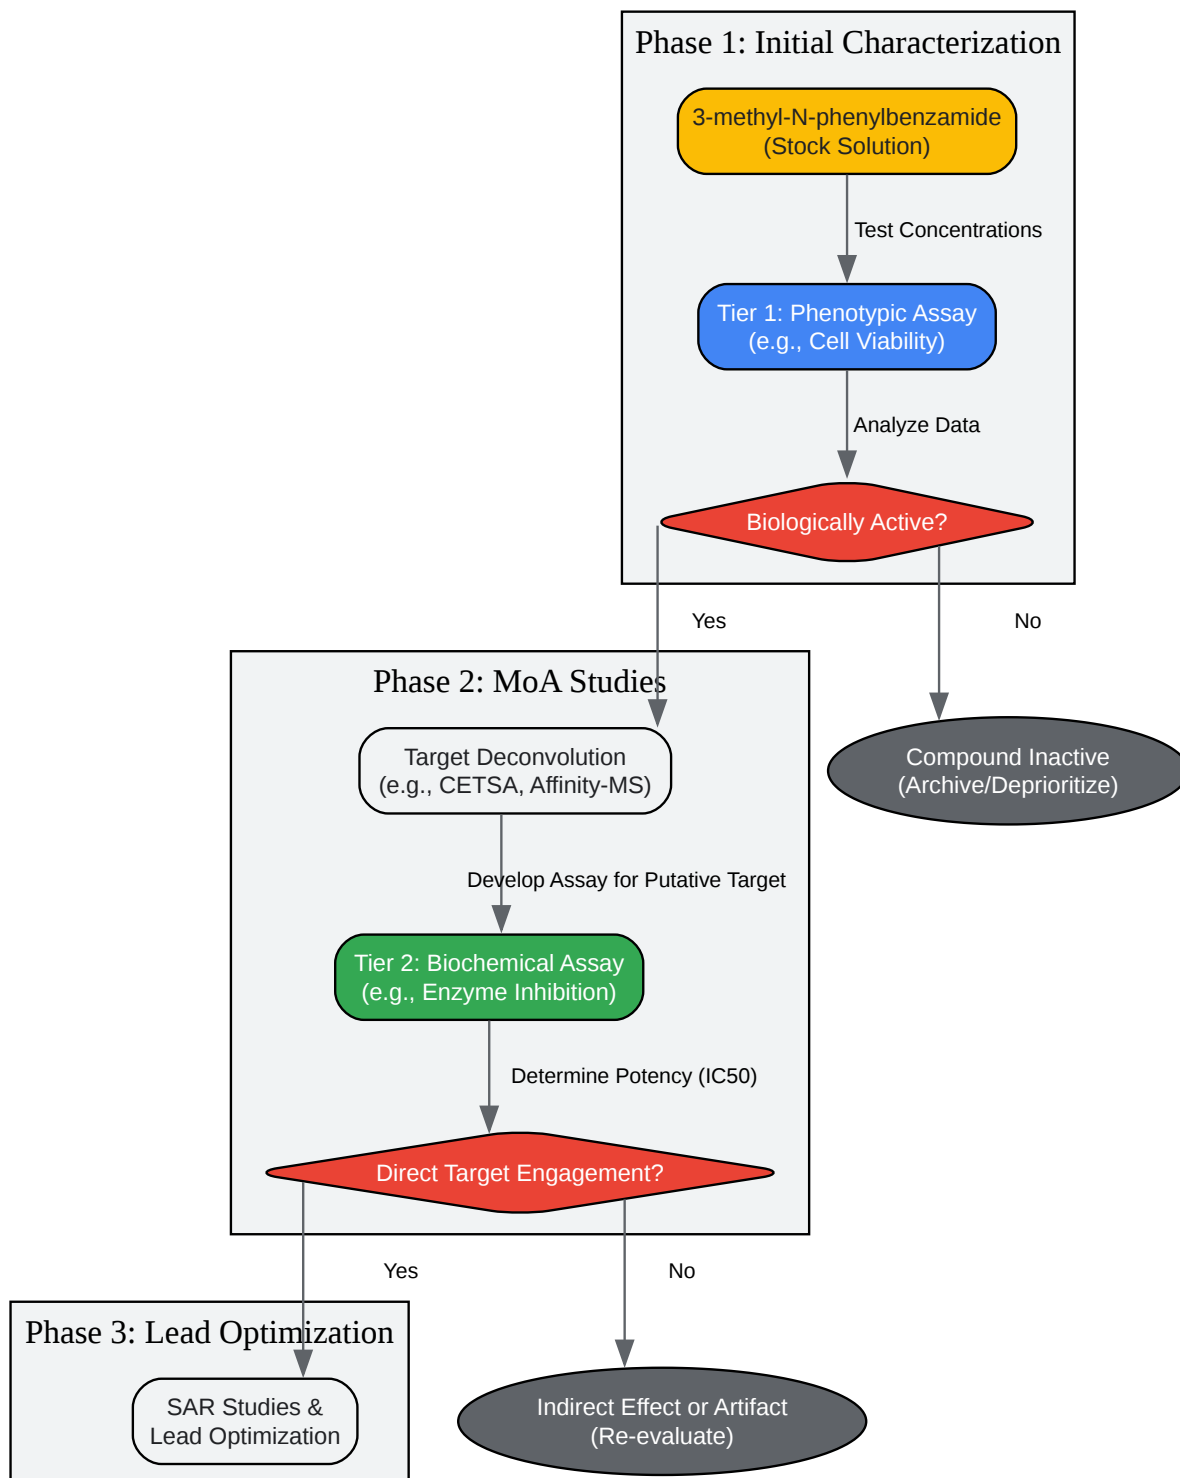 Phase 1: Initial Characterization
3-methyl-N-phenylbenzamide
(Stock Solution)
Test Concentrations
Tier 1: Phenotypic Assay
(e.g., Cell Viability)
Analyze Data
Biologically Active?
Yes
No
Phase 2: MoA Studies
Target Deconvolution
(e.g., CETSA, Affinity-MS)
Compound Inactive
(Archive/Deprioritize)
Develop Assay for Putative Target
Tier 2: Biochemical Assay
(e.g., Enzyme Inhibition)
Determine Potency (IC50)
Direct Target Engagement?
Yes
No
Phase 3: Lead Optimization
SAR Studies &
Lead Optimization
Indirect Effect or Artifact
(Re-evaluate)